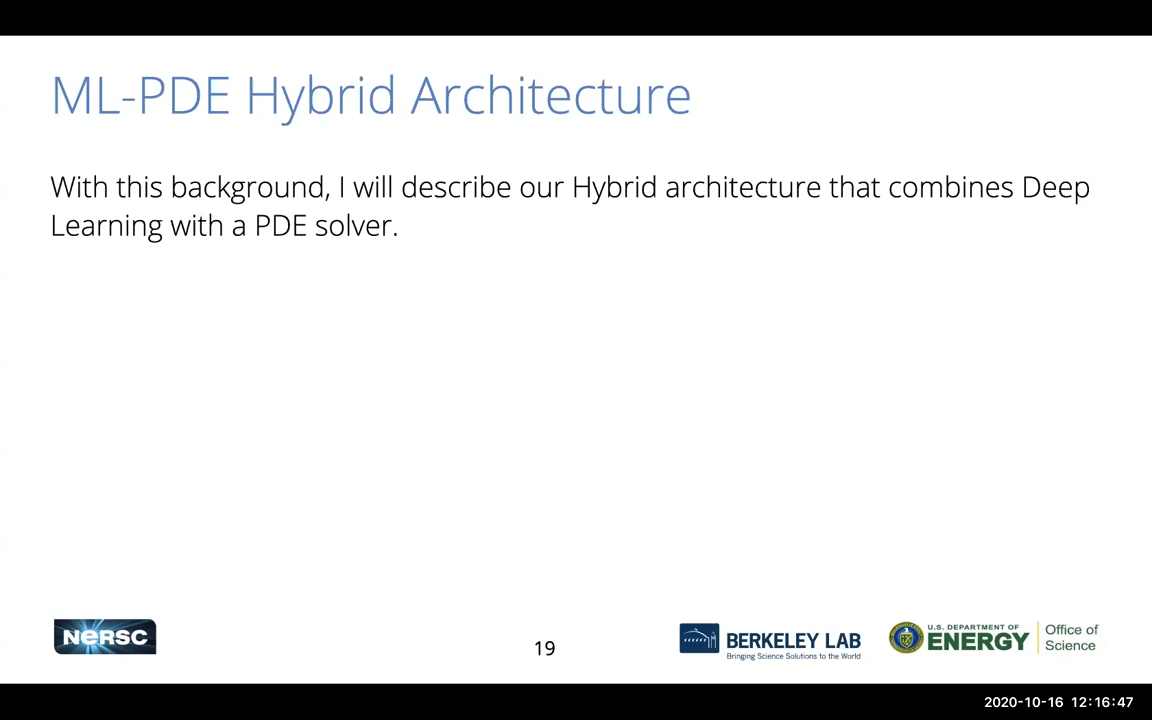 ML-PDE Hybrid Architecture
With this background, I will describe our Hybrid architecture that combines Deep
Learning with a PDE solver.
NERSC
19
BERKELEY LAB
Bringing Science Solutions to the World
U.S. DEPARTMENT OF
ENERGY
Office of
Science
2020-10-16 12:16:47